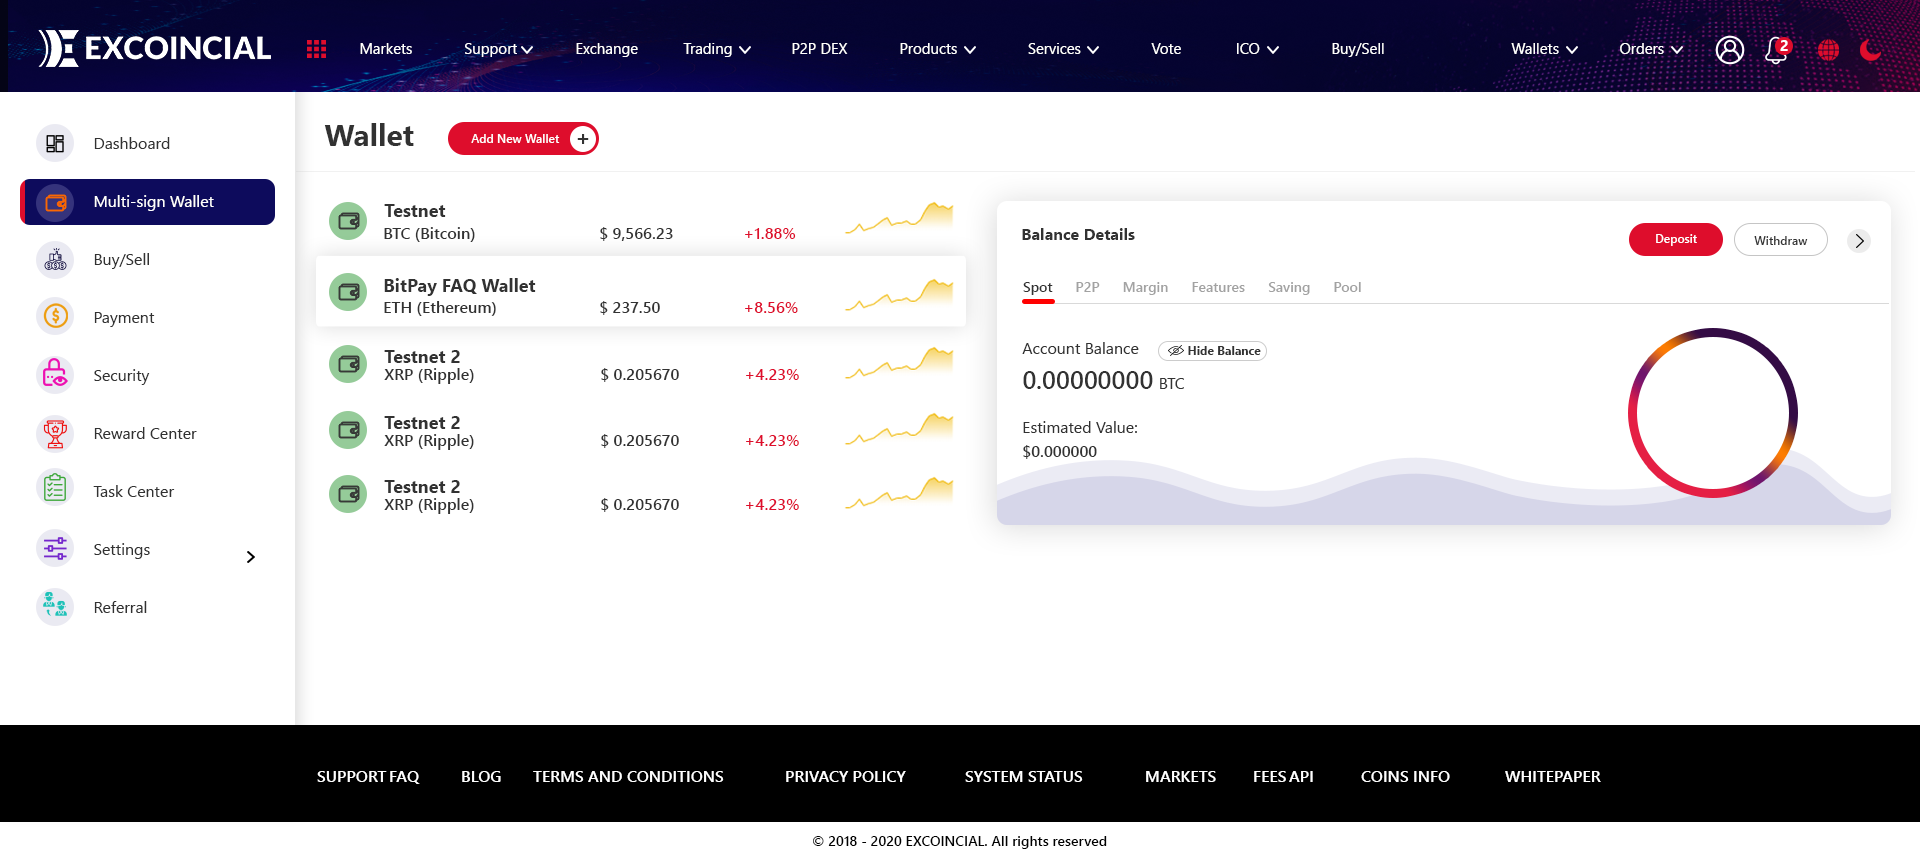 EXCOINCIAL Markets Support Exchange Trading P2P DEX Products Services Vote ICO Buy/Sell Wallets Orders 2
Dashboard
Multi-sign Wallet
Buy/Sell
Payment
Security
Reward Center
Task Center
Settings
Referral
Wallet Add New Wallet
Testnet
BTC (Bitcoin) $ 9,566.23 +1.88%
BitPay FAQ Wallet
ETH (Ethereum) $ 237.50 +8.56%
Testnet 2
XRP (Ripple) $ 0.205670 +4.23%
Testnet 2
XRP (Ripple) $ 0.205670 +4.23%
Testnet 2
XRP (Ripple) $ 0.205670 +4.23%
Balance Details Deposit Withdraw
Spot P2P Margin Features Saving Pool
Account Balance Hide Balance
0.00000000 BTC
Estimated Value:
$0.000000
SUPPORT FAQ BLOG TERMS AND CONDITIONS PRIVACY POLICY SYSTEM STATUS MARKETS FEES API COINS INFO WHITEPAPER
© 2018 - 2020 EXCOINCIAL. All rights reserved